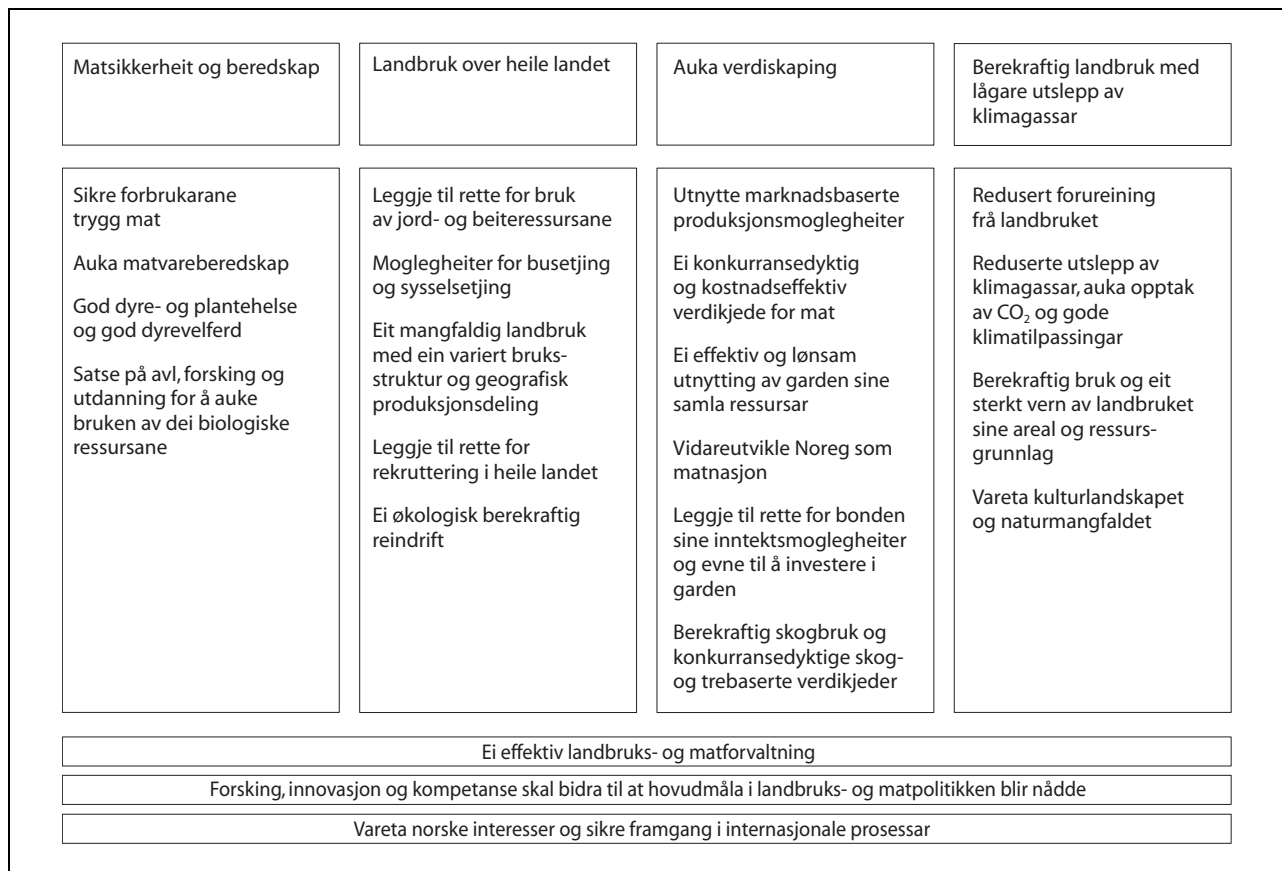 Matsikkerheit og beredskap
Landbruk over heile landet
Auka verdiskaping
Berekraftig landbruk med
lågare utslepp av
klimagassar
Sikre forbrukarane
trygg mat
Auka matvareberedskap
God dyre- og plantehelse
og god dyrevelferd
Satse på avl, forsking og
utdanning for å auke
bruken av dei biologiske
ressursane
Leggje til rette for bruk
av jord- og beiteressursane
Moglegheiter for busetjing
og sysselsetjing
Eit mangfaldig landbruk
med ein variert bruks-
struktur og geografisk
produksjonsdeling
Leggje til rette for
rekruttering i heile landet
Ei økologisk berekraftig
reindrift
Utnytte marknadsbaserte
produksjonsmoglegheiter
Ei konkurransedyktig
og kostnadseffektiv
verdikjede for mat
Ei effektiv og lønsam
utnytting av garden sine
samla ressursar
Vidareutvikle Noreg som
matnasjon
Leggje til rette for bonden
sine inntektsmoglegheiter
og evne til å investere i
garden
Berekraftig skogbruk og
konkurransedyktige skog-
og trebaserte verdikjeder
Redusert forureining
frå landbruket
Reduserte utslepp av
klimagassar, auka opptak
av CO₂ og gode
klimatilpassingar
Berekraftig bruk og eit
sterkt vern av landbruket
sine areal og ressurs-
grunnlag
Vareta kulturlandskapet
og naturmangfaldet
Ei effektiv landbruks- og matforvaltning
Forsking, innovasjon og kompetanse skal bidra til at hovudmåla i landbruks- og matpolitikken blir nådde
Vareta norske interesser og sikre framgang i internasjonale prosessar